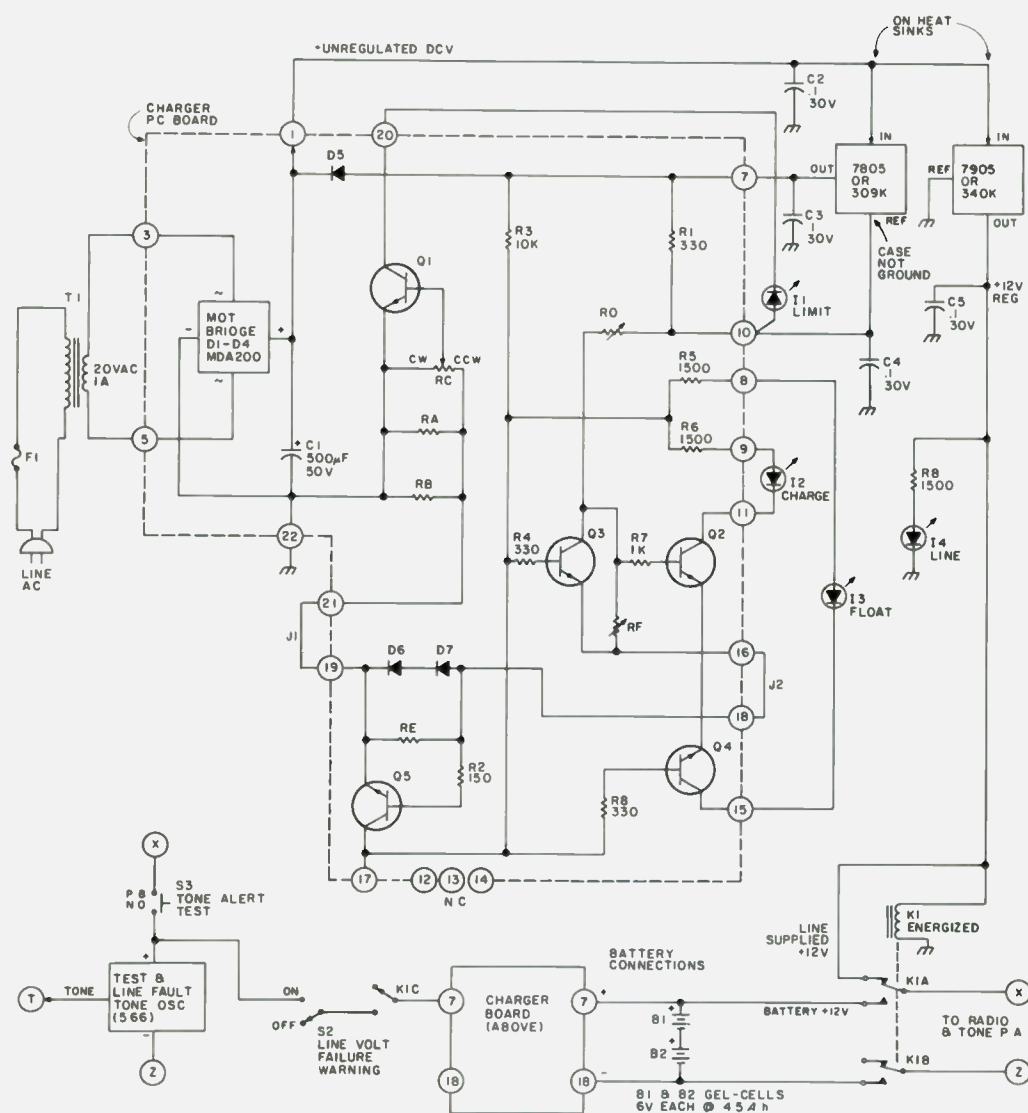 ON HEAT
SINKS
+UNREGULATED DCV
C2
.1
30V
CHARGER
PC BOARD
1
20
D5
IN
IN
OUT
7805
OR
309K
REF
REF
7905
OR
340K
OUT
7
3
R3
10K
R1
330
C3
.1
30V
CASE
NOT
GROUND
Q1
T1
~
MOT
BRIDGE
D1-D4
MDA200
-
+
~
20VAC
1A
I1
LIMIT
+12V
REG
C5
.1
30V
RO
10
CW
CCW
RC
R5
1500
8
C4
.1
30V
RA
R6
1500
9
5
F1
+
C1
500µF
50V
RB
I2
CHARGE
R8
1500
11
22
R4
330
Q3
R7
1K
Q2
I4
LINE
LINE
AC
21
I3
FLOAT
J1
RF
16
19
D6
D7
J2
18
RE
R2
150
Q4
Q5
R8
330
15
X
17
12
13
14
NC
PB
NO
S3
TONE ALERT
TEST
K1
ENERGIZED
LINE
SUPPLIED
+12V
BATTERY
CONNECTIONS
+
TEST &
LINE FAULT
TONE OSC
(566)
-
T
TONE
ON
K1C
OFF
S2
LINE VOLT
FAILURE
WARNING
7
CHARGER
BOARD
(ABOVE)
7
+
B1
+
BATTERY +12V
K1A
X
TO RADIO
& TONE PA
+
B2
K1B
Z
Z
18
18
-
B1 & B2 GEL-CELLS
6V EACH @ 4.5Ah